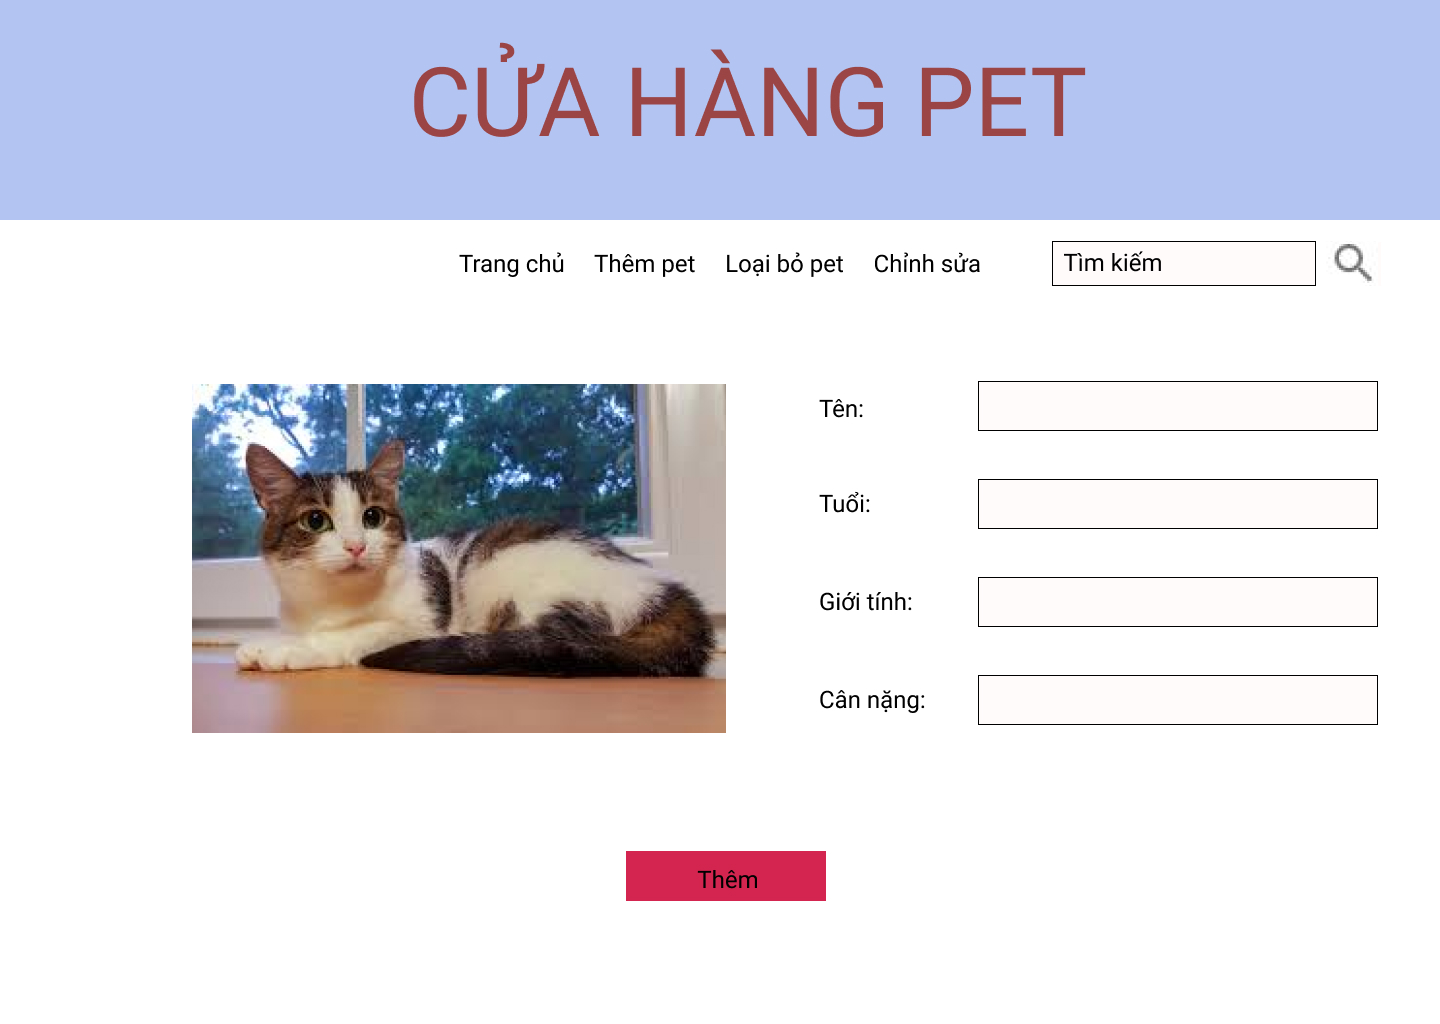 CỬA HÀNG PET
Trang chủ Thêm pet Loại bỏ pet Chỉnh sửa Tìm kiếm
Tên:
Tuổi:
Giới tính:
Cân nặng:
Thêm